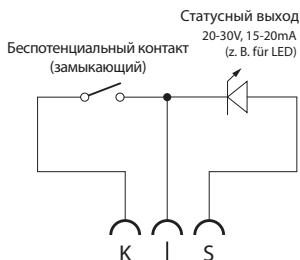 Статусный выход
20-30V, 15-20mA
(z. B. für LED)
Беспотенциальный контакт
(замыкающий)
K I S